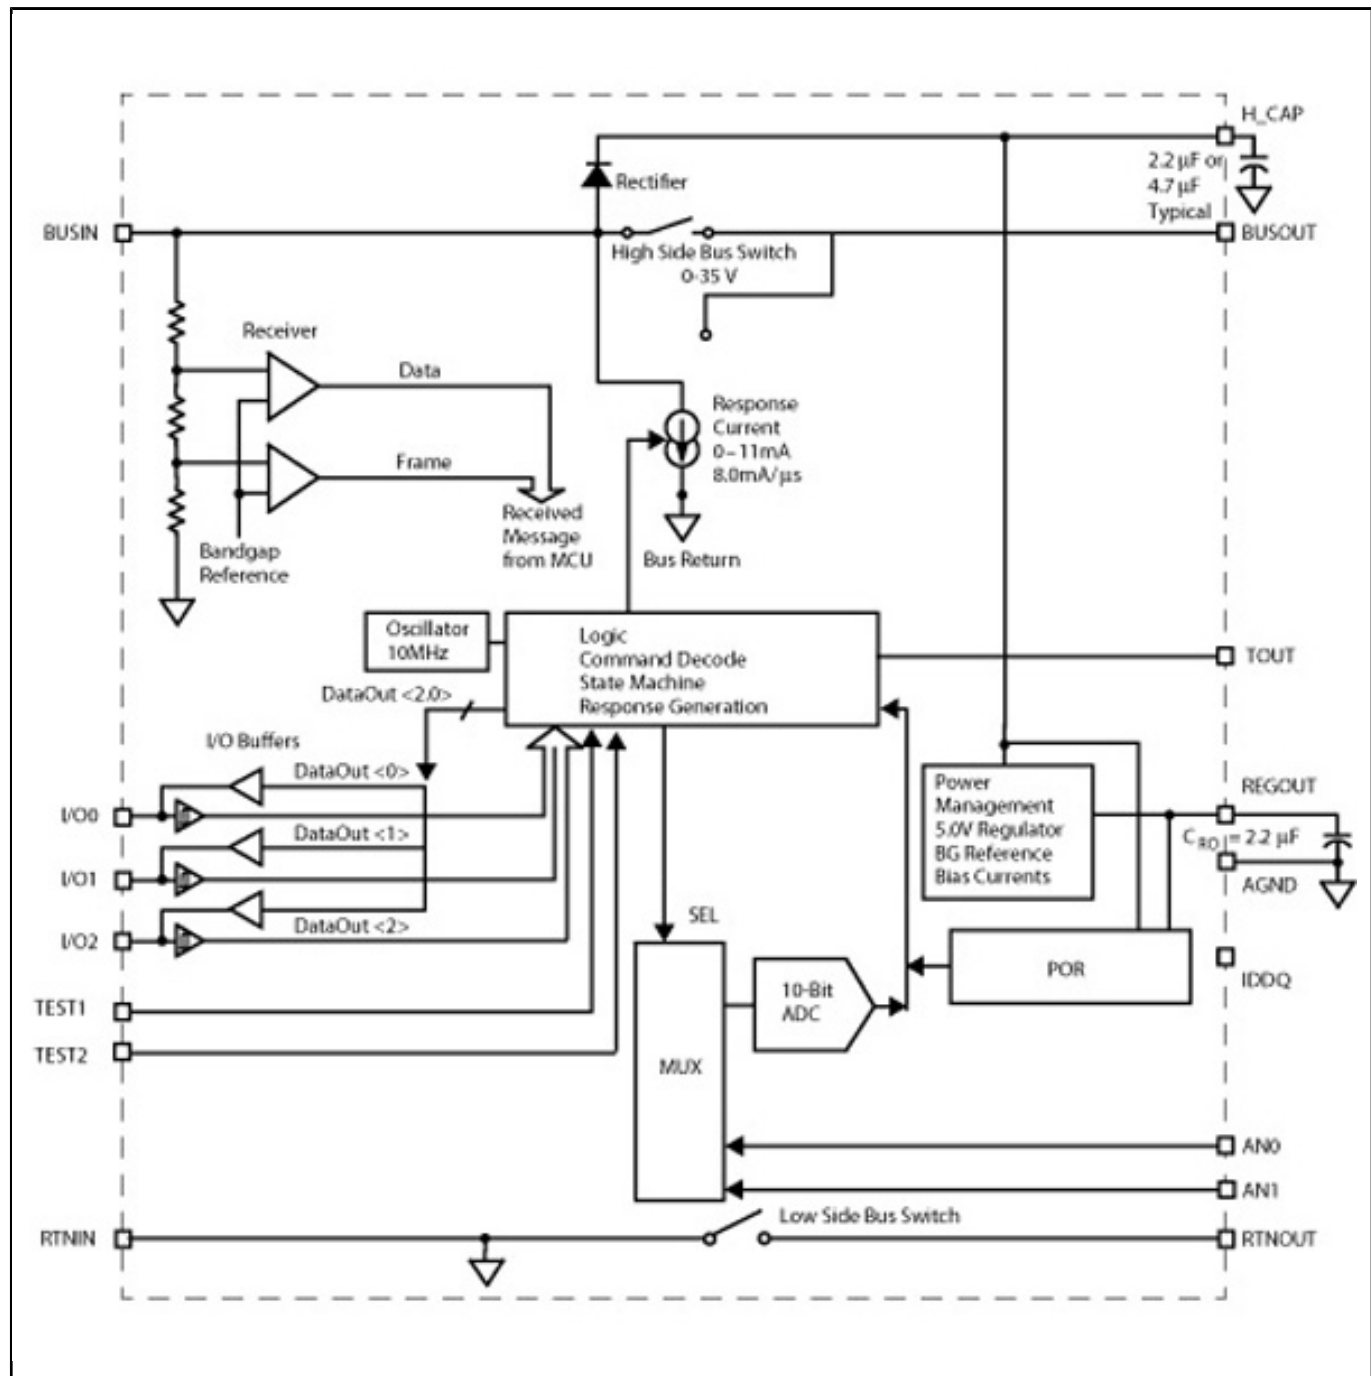 H_CAP
2.2 µF or
4.7 µF
Typical
Rectifier
BUSIN
BUSOUT
High Side Bus Switch
0-35 V
Receiver
Data
Response
Current
0–11mA
8.0mA/µs
Frame
Received
Message
from MCU
Bandgap
Reference
Bus Return
Oscillator
10MHz
Logic
Command Decode
State Machine
Response Generation
TOUT
DataOut <2.0>
I/O Buffers
DataOut <0>
I/O0
DataOut <1>
I/O1
DataOut <2>
I/O2
Power
Management
5.0V Regulator
BG Reference
Bias Currents
REGOUT
C RO = 2.2 µF
AGND
SEL
POR
IDDQ
10-Bit
ADC
TEST1
TEST2
MUX
AN0
AN1
Low Side Bus Switch
RTNIN
RTNOUT